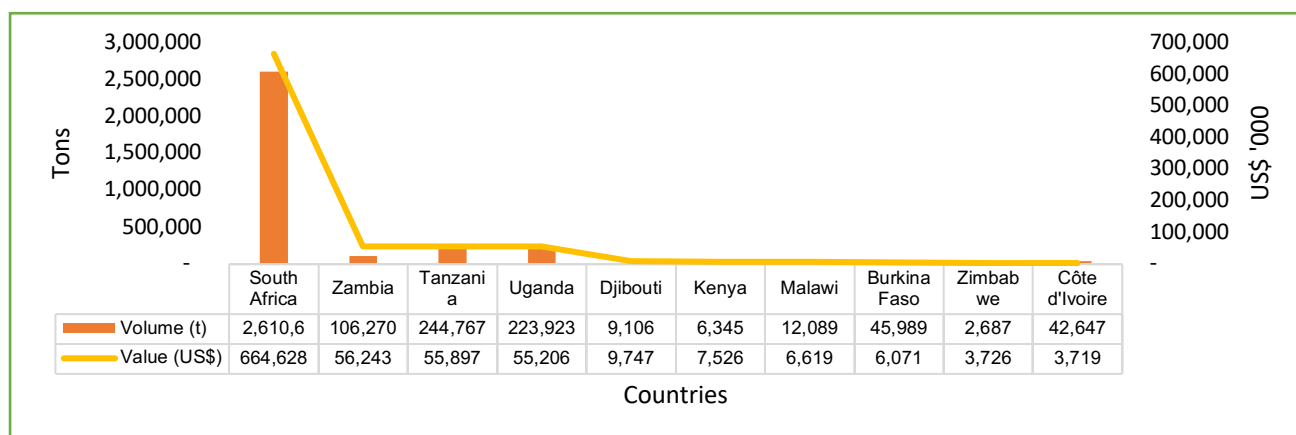 3,000,000
2,500,000
2,000,000
1,500,000
1,000,000
500,000
-
Tons
700,000
600,000
500,000
400,000
300,000
200,000
100,000
-
US$ '000
South
Africa
Zambia
Tanzani
a
Uganda
Djibouti
Kenya
Malawi
Burkina
Faso
Zimbab
we
Côte
d'Ivoire
Volume (t) 2,610,6 106,270 244,767 223,923 9,106 6,345 12,089 45,989 2,687 42,647
Value (US$) 664,628 56,243 55,897 55,206 9,747 7,526 6,619 6,071 3,726 3,719
Countries